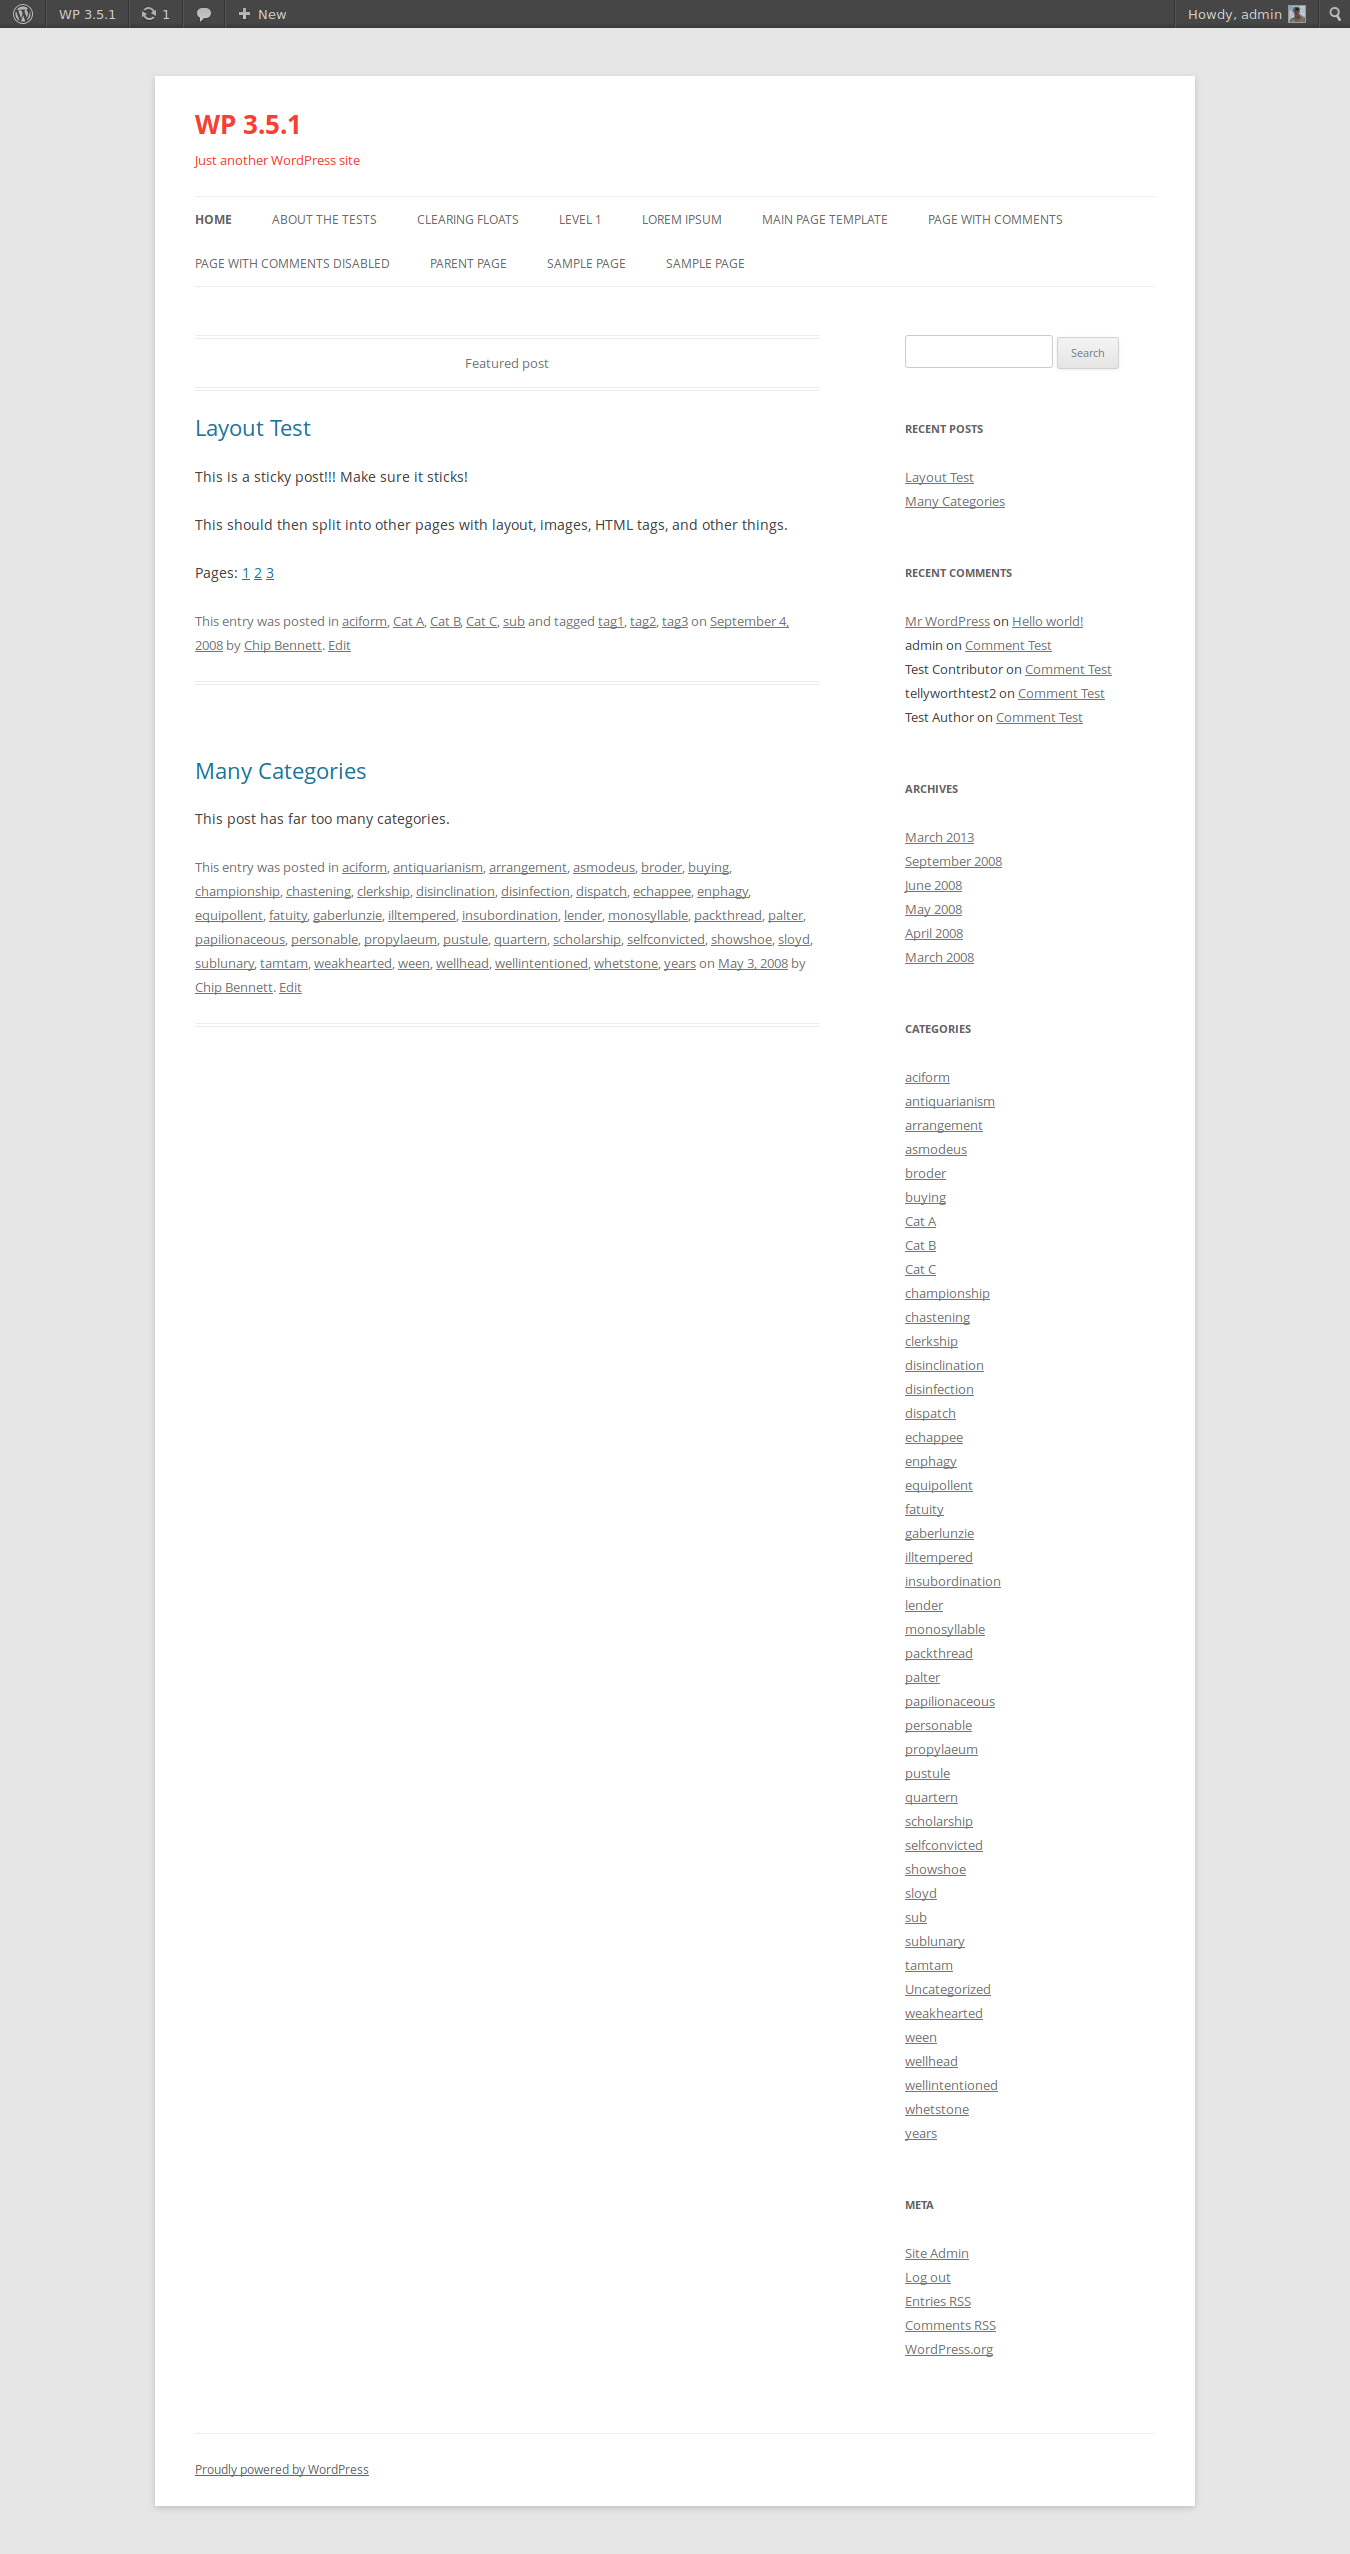 WP 3.5.1 1 New Howdy, admin
WP 3.5.1
Just another WordPress site
HOME ABOUT THE TESTS CLEARING FLOATS LEVEL 1 LOREM IPSUM MAIN PAGE TEMPLATE PAGE WITH COMMENTS
PAGE WITH COMMENTS DISABLED PARENT PAGE SAMPLE PAGE SAMPLE PAGE
Featured post
Layout Test
This is a sticky post!!! Make sure it sticks!
This should then split into other pages with layout, images, HTML tags, and other things.
Pages: 1 2 3
This entry was posted in aciform, Cat A, Cat B, Cat C, sub and tagged tag1, tag2, tag3 on September 4,
2008 by Chip Bennett. Edit
Many Categories
This post has far too many categories.
This entry was posted in aciform, antiquarianism, arrangement, asmodeus, broder, buying,
championship, chastening, clerkship, disinclination, disinfection, dispatch, echappee, enphagy,
equipollent, fatuity, gaberlunzie, illtempered, insubordination, lender, monosyllable, packthread, palter,
papilionaceous, personable, propylaeum, pustule, quartern, scholarship, selfconvicted, showshoe, sloyd,
sublunary, tamtam, weakhearted, ween, wellhead, wellintentioned, whetstone, years on May 3, 2008 by
Chip Bennett. Edit
Search
RECENT POSTS
Layout Test
Many Categories
RECENT COMMENTS
Mr WordPress on Hello world!
admin on Comment Test
Test Contributor on Comment Test
tellyworthtest2 on Comment Test
Test Author on Comment Test
ARCHIVES
March 2013
September 2008
June 2008
May 2008
April 2008
March 2008
CATEGORIES
aciform
antiquarianism
arrangement
asmodeus
broder
buying
Cat A
Cat B
Cat C
championship
chastening
clerkship
disinclination
disinfection
dispatch
echappee
enphagy
equipollent
fatuity
gaberlunzie
illtempered
insubordination
lender
monosyllable
packthread
palter
papilionaceous
personable
propylaeum
pustule
quartern
scholarship
selfconvicted
showshoe
sloyd
sub
sublunary
tamtam
Uncategorized
weakhearted
ween
wellhead
wellintentioned
whetstone
years
META
Site Admin
Log out
Entries RSS
Comments RSS
WordPress.org
Proudly powered by WordPress